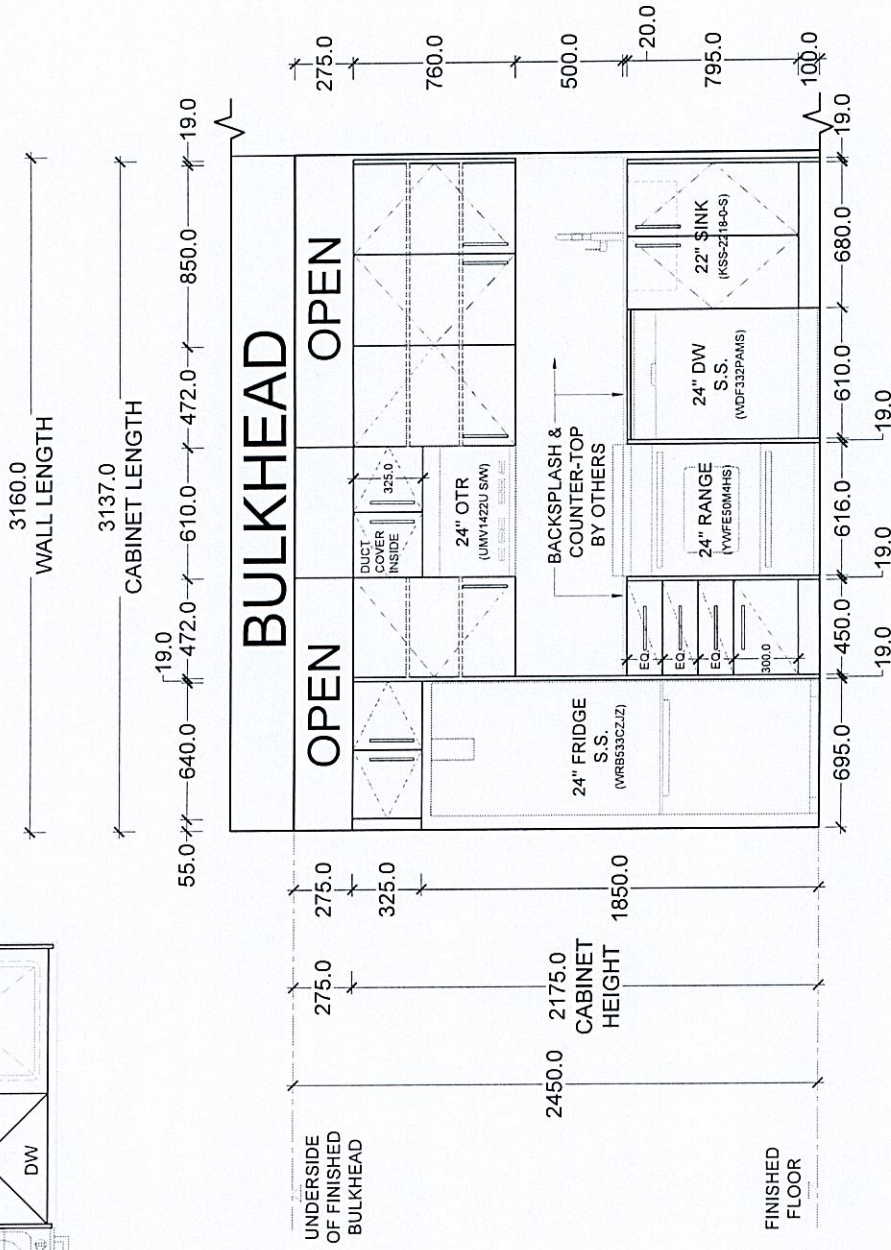 3160.0
WALL LENGTH
3137.0
CABINET LENGTH
55.0
640.0
19.0
472.0
610.0
472.0
850.0
19.0
BULKHEAD
OPEN
OPEN
275.0
760.0
500.0
20.0
795.0
100.0
DUCT
COVER
INSIDE
325.0
24" OTR
(UMV1422U S/W)
BACKSPLASH &
COUNTER-TOP
BY OTHERS
24" FRIDGE
S.S.
(WRB533CZJZ)
EQ.
EQ.
EQ.
300.0
24" RANGE
(YWFE50M4HS)
24" DW
S.S.
(WDF332PAMS)
22" SINK
(KSS-2218-0-S)
695.0
19.0
450.0
19.0
616.0
19.0
610.0
680.0
19.0
275.0
325.0
1850.0
275.0
2175.0
CABINET
HEIGHT
2450.0
UNDERSIDE
OF FINISHED
BULKHEAD
FINISHED
FLOOR
DW